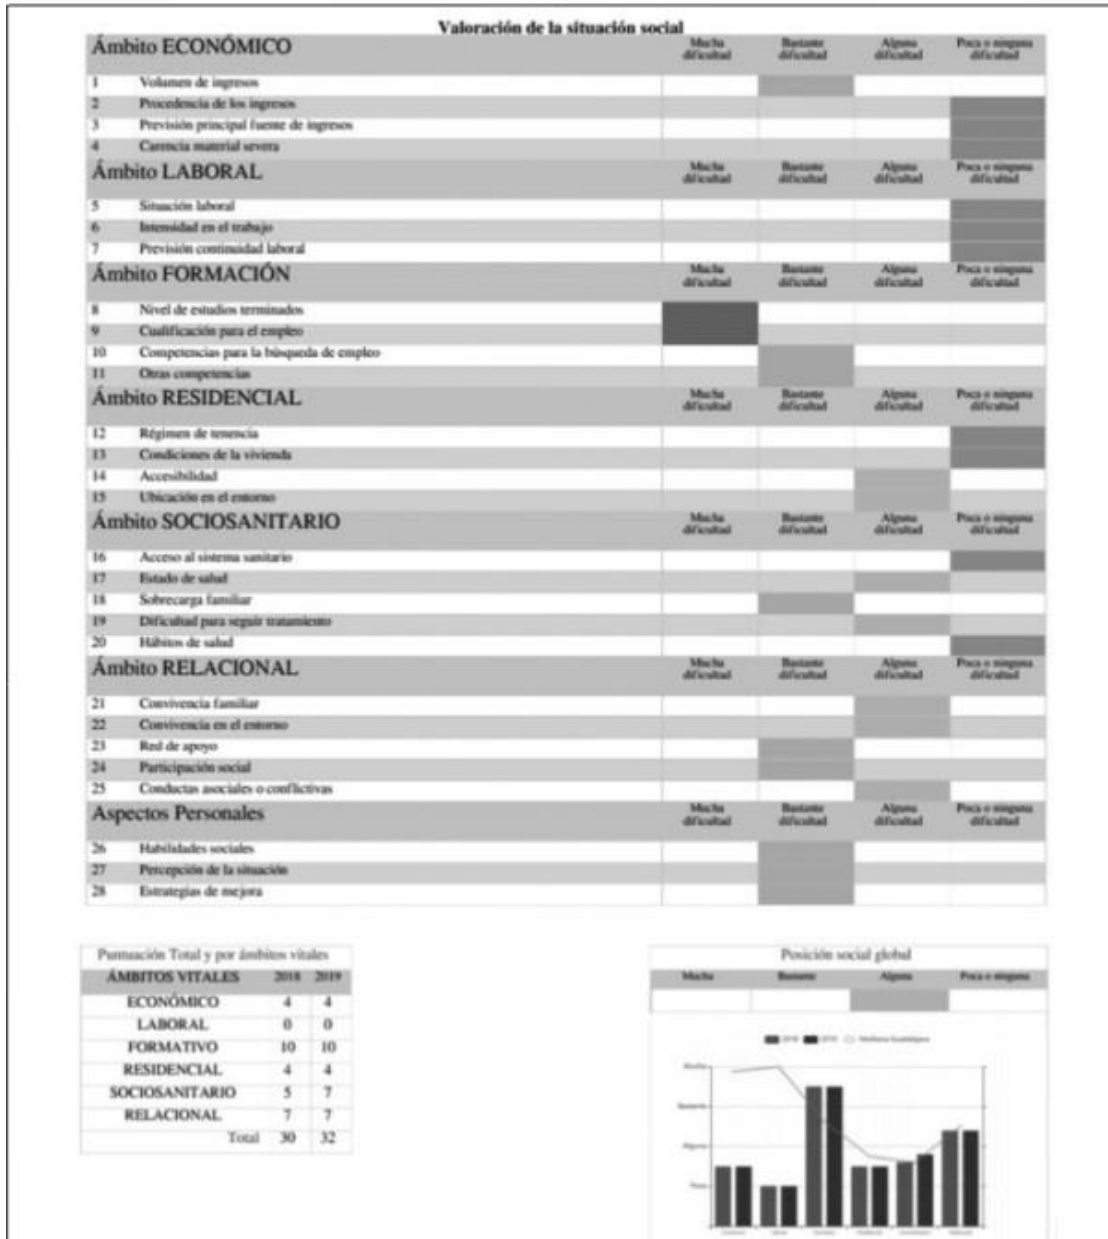 Valoración de la situación social
Ámbito ECONÓMICO Mucha dificultad Bastante dificultad Alguna dificultad Poca o ninguna dificultad
1 Volumen de ingresos
2 Procedencia de los ingresos
3 Previsión principal fuente de ingresos
4 Carencia material severa
Ámbito LABORAL Mucha dificultad Bastante dificultad Alguna dificultad Poca o ninguna dificultad
5 Situación laboral
6 Intensidad en el trabajo
7 Previsión continuidad laboral
Ámbito FORMACIÓN Mucha dificultad Bastante dificultad Alguna dificultad Poca o ninguna dificultad
8 Nivel de estudios terminados
9 Cualificación para el empleo
10 Competencias para la búsqueda de empleo
11 Otras competencias
Ámbito RESIDENCIAL Mucha dificultad Bastante dificultad Alguna dificultad Poca o ninguna dificultad
12 Régimen de tenencia
13 Condiciones de la vivienda
14 Accesibilidad
15 Ubicación en el entorno
Ámbito SOCIOSANITARIO Mucha dificultad Bastante dificultad Alguna dificultad Poca o ninguna dificultad
16 Acceso al sistema sanitario
17 Estado de salud
18 Sobrecarga familiar
19 Dificultad para seguir tratamiento
20 Hábitos de salud
Ámbito RELACIONAL Mucha dificultad Bastante dificultad Alguna dificultad Poca o ninguna dificultad
21 Convivencia familiar
22 Convivencia en el entorno
23 Red de apoyo
24 Participación social
25 Conductas asociales o conflictivas
Aspectos Personales Mucha dificultad Bastante dificultad Alguna dificultad Poca o ninguna dificultad
26 Habilidades sociales
27 Percepción de la situación
28 Estrategias de mejora
Puntuación Total y por ámbitos vitales
ÁMBITOS VITALES 2018 2019
ECONÓMICO 4 4
LABORAL 0 0
FORMATIVO 10 10
RESIDENCIAL 4 4
SOCIOSANITARIO 5 7
RELACIONAL 7 7
Total 30 32
Posición social global
Mucha Bastante Alguna Poca o ninguna
2018 2019
Mucha
Bastante
Alguna
Poca